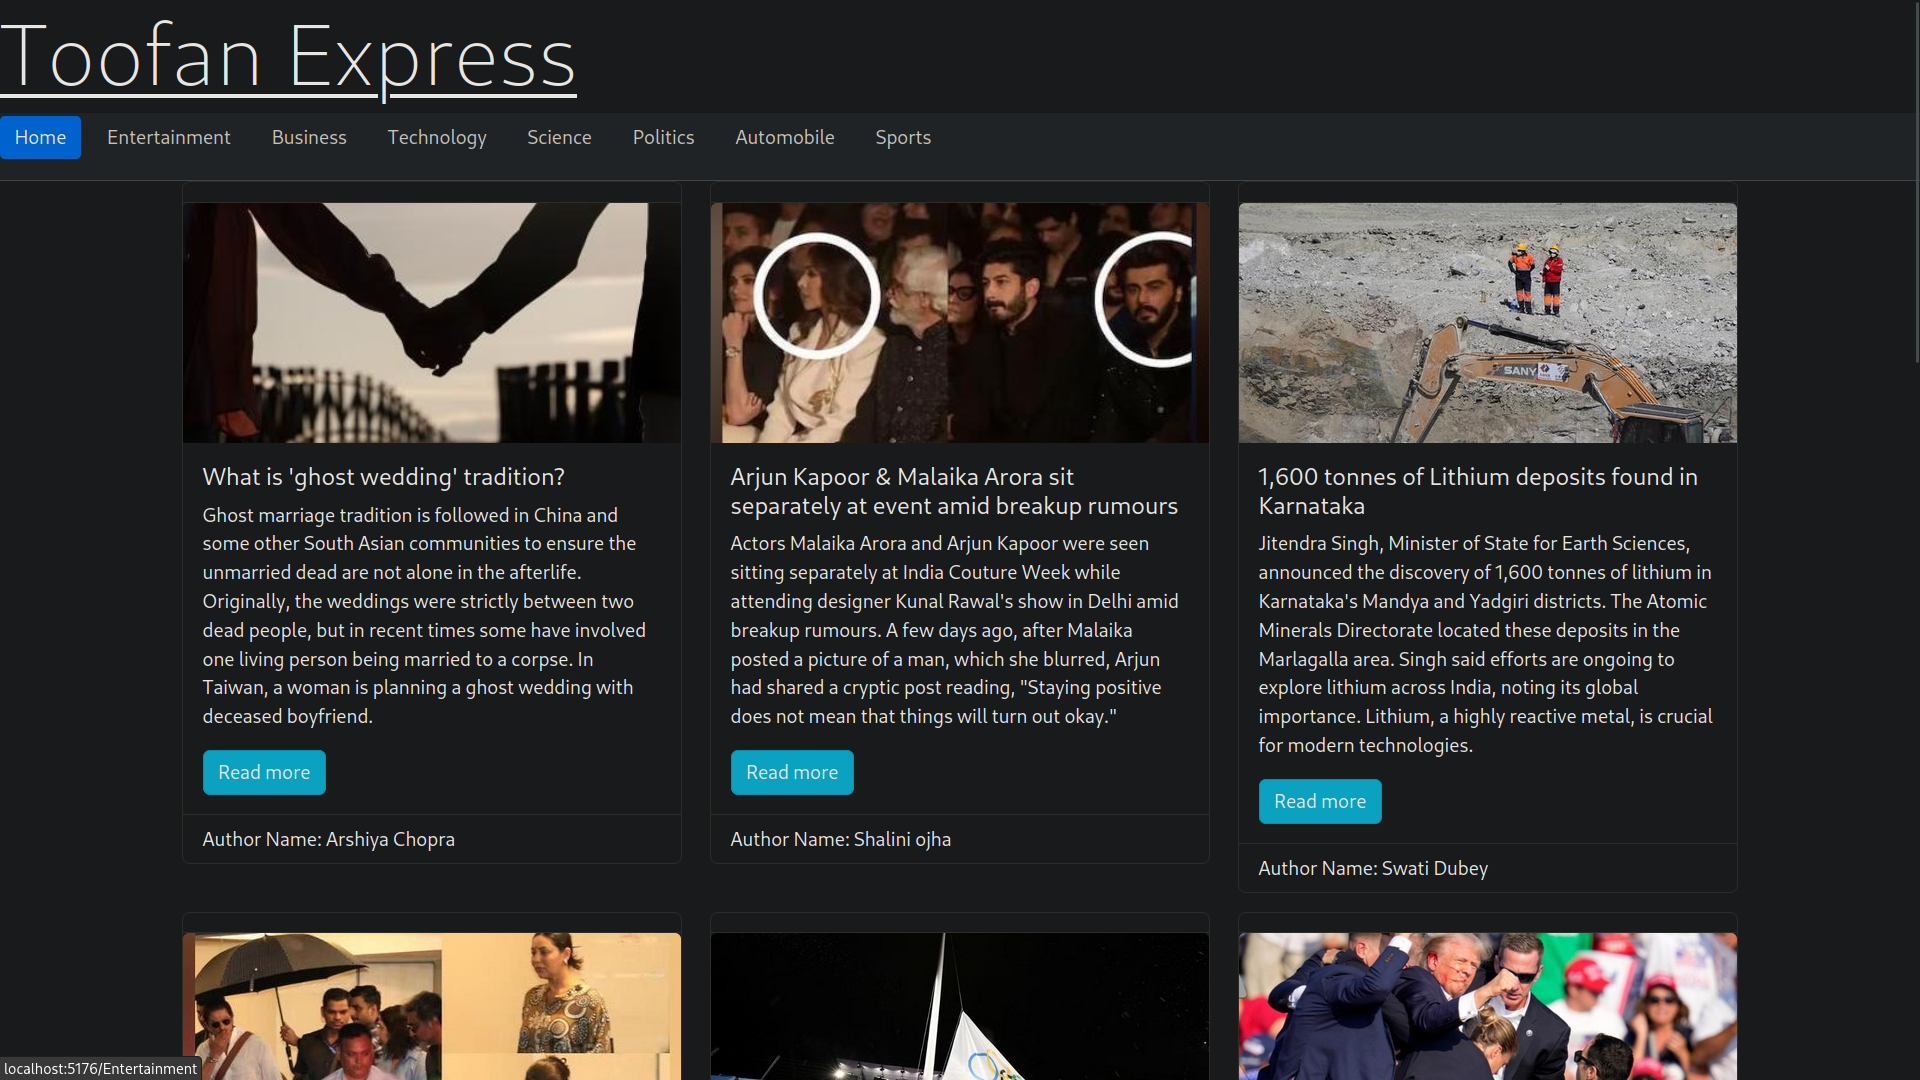 Toofan Express
Home Entertainment Business Technology Science Politics Automobile Sports
SANY
What is 'ghost wedding' tradition?
Ghost marriage tradition is followed in China and
some other South Asian communities to ensure the
unmarried dead are not alone in the afterlife.
Originally, the weddings were strictly between two
dead people, but in recent times some have involved
one living person being married to a corpse. In
Taiwan, a woman is planning a ghost wedding with
deceased boyfriend.
Read more
Author Name: Arshiya Chopra
Arjun Kapoor & Malaika Arora sit
separately at event amid breakup rumours
Actors Malaika Arora and Arjun Kapoor were seen
sitting separately at India Couture Week while
attending designer Kunal Rawal's show in Delhi amid
breakup rumours. A few days ago, after Malaika
posted a picture of a man, which she blurred, Arjun
had shared a cryptic post reading, "Staying positive
does not mean that things will turn out okay."
Read more
Author Name: Shalini ojha
1,600 tonnes of Lithium deposits found in
Karnataka
Jitendra Singh, Minister of State for Earth Sciences,
announced the discovery of 1,600 tonnes of lithium in
Karnataka's Mandya and Yadgiri districts. The Atomic
Minerals Directorate located these deposits in the
Marlagalla area. Singh said efforts are ongoing to
explore lithium across India, noting its global
importance. Lithium, a highly reactive metal, is crucial
for modern technologies.
Read more
Author Name: Swati Dubey
localhost:5176/Entertainment